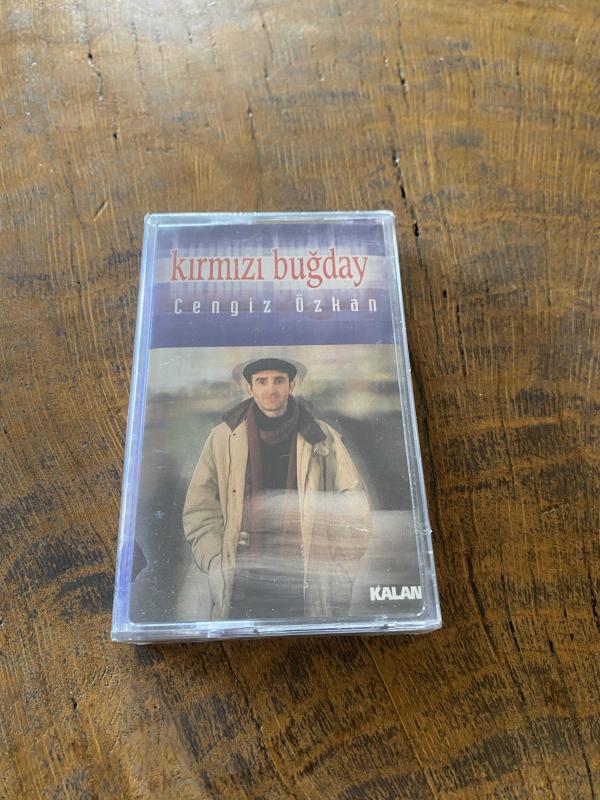 kırmızı buğday
Cengiz Özkan
KALAN